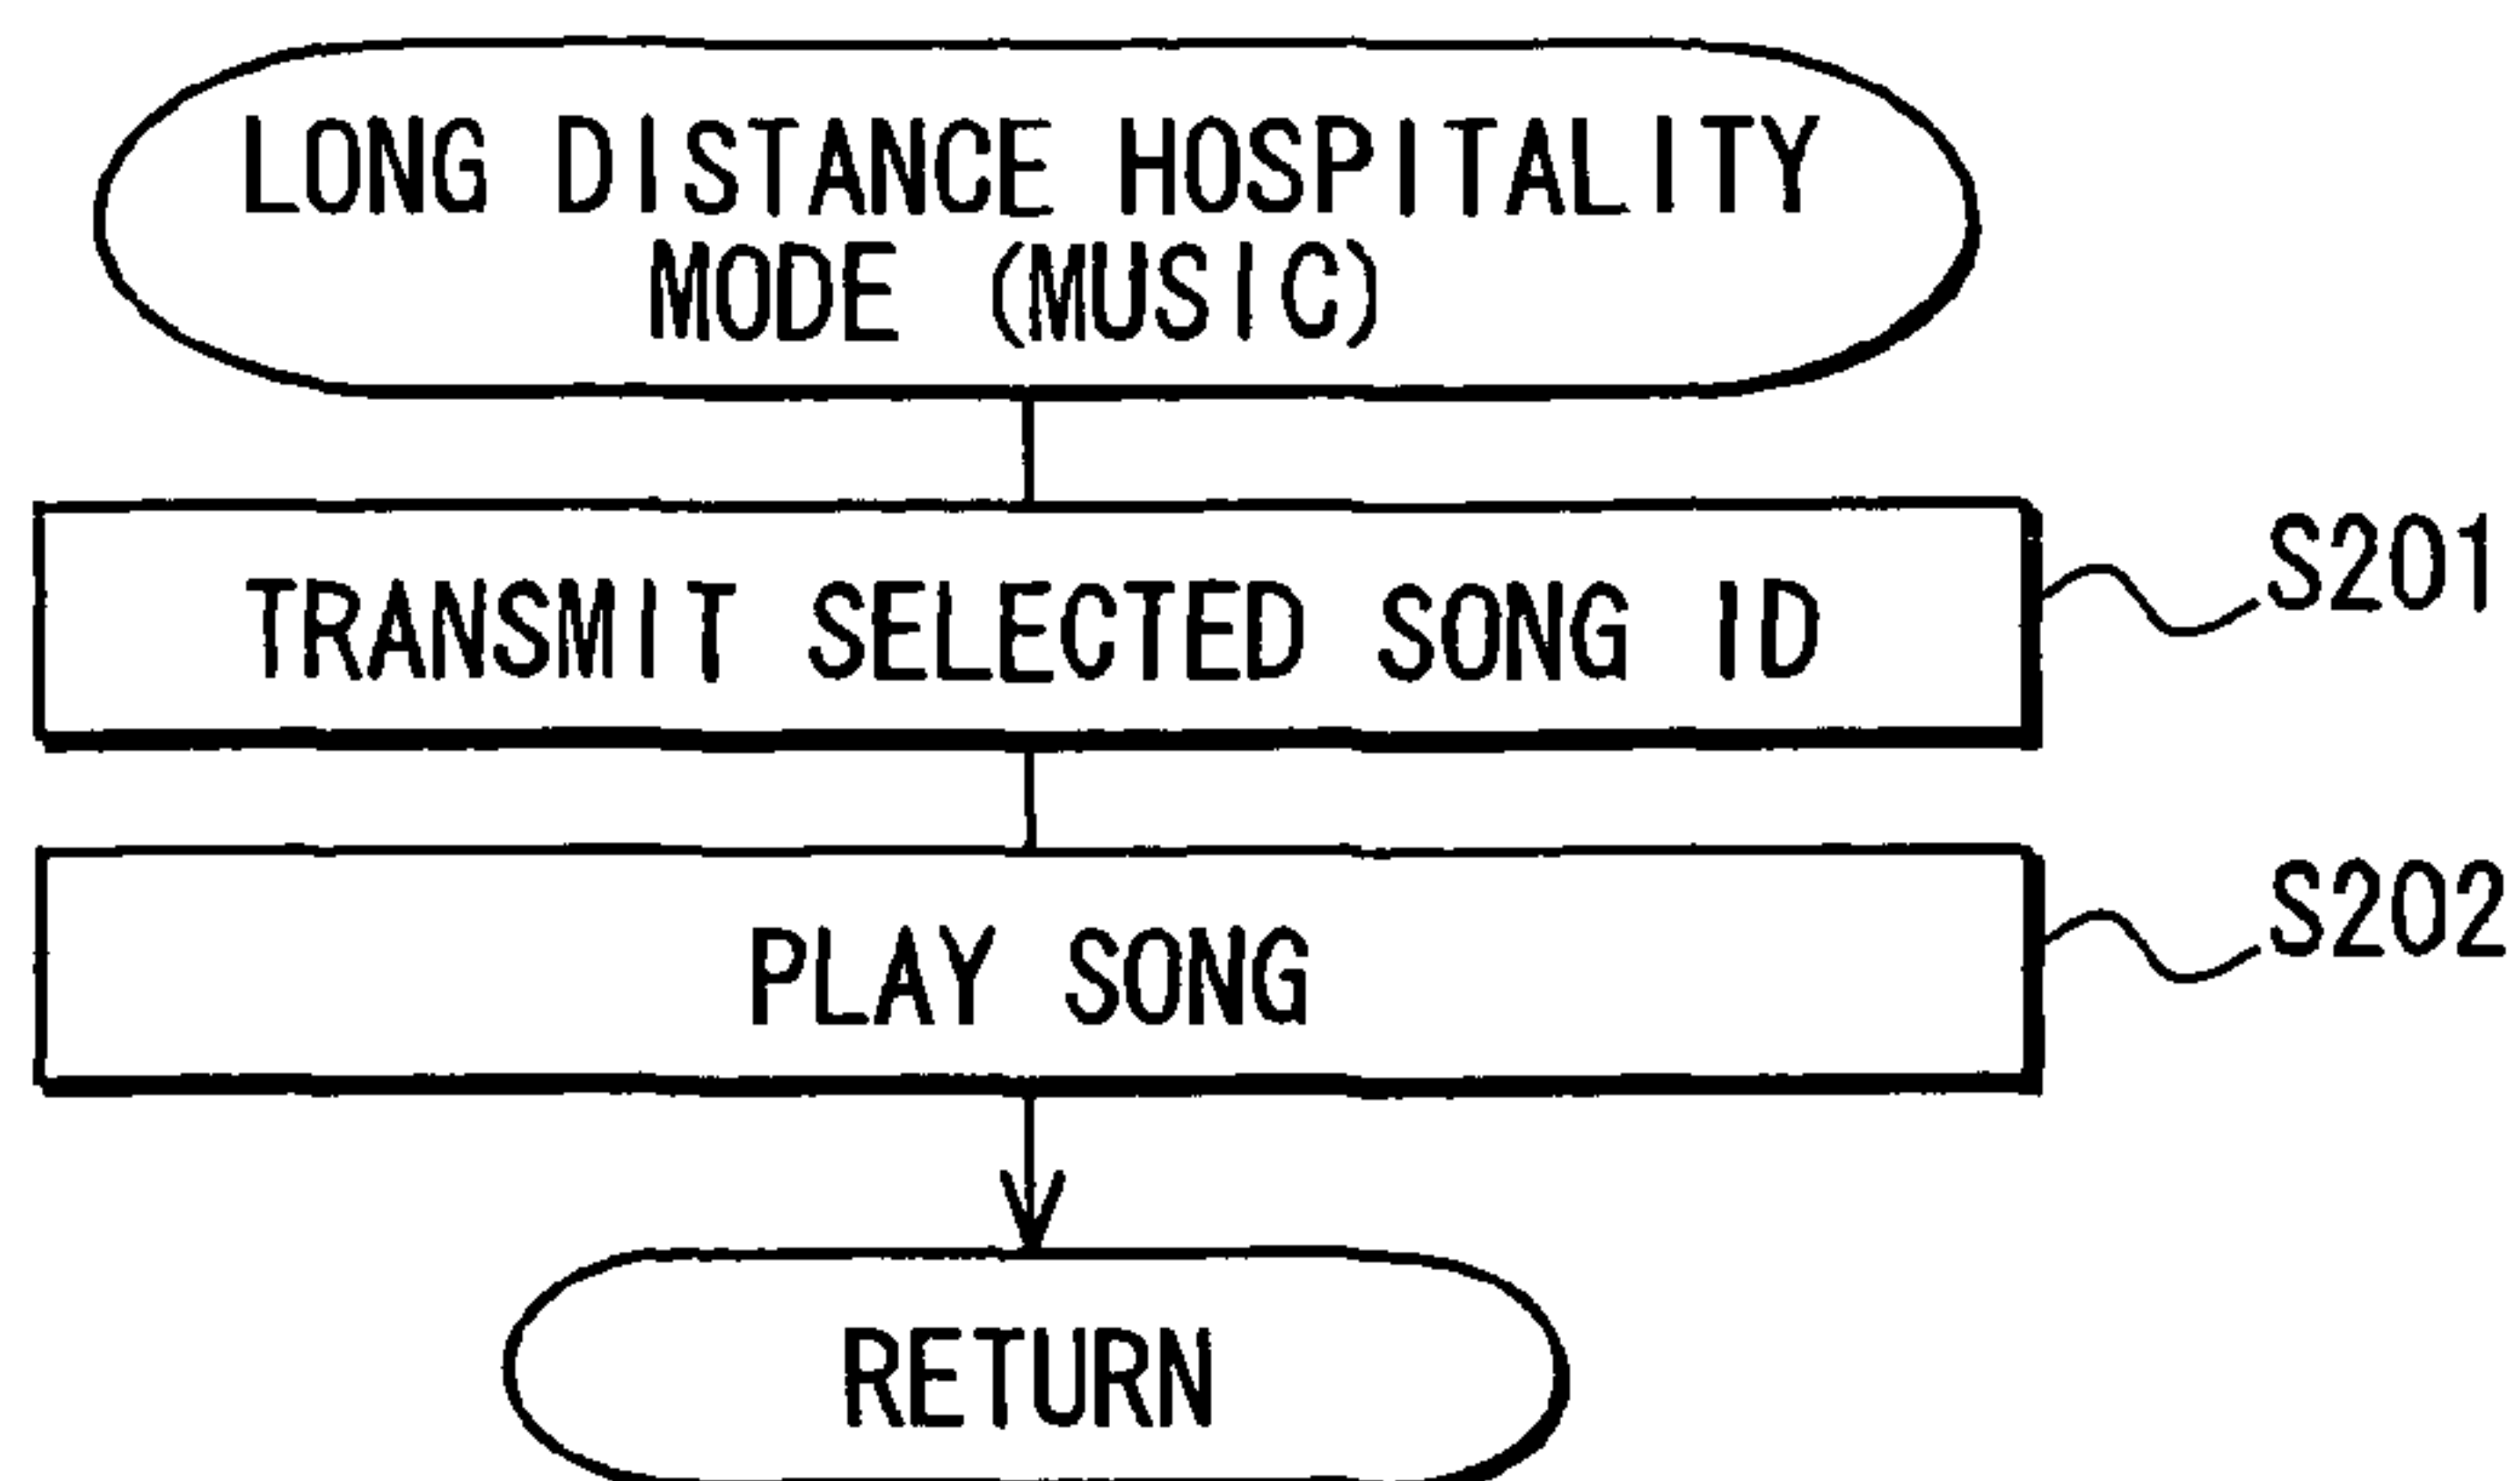 LONG DISTANCE HOSPITALITY
MODE (MUSIC)
TRANSMIT SELECTED SONG ID
S201
PLAY SONG
S202
RETURN